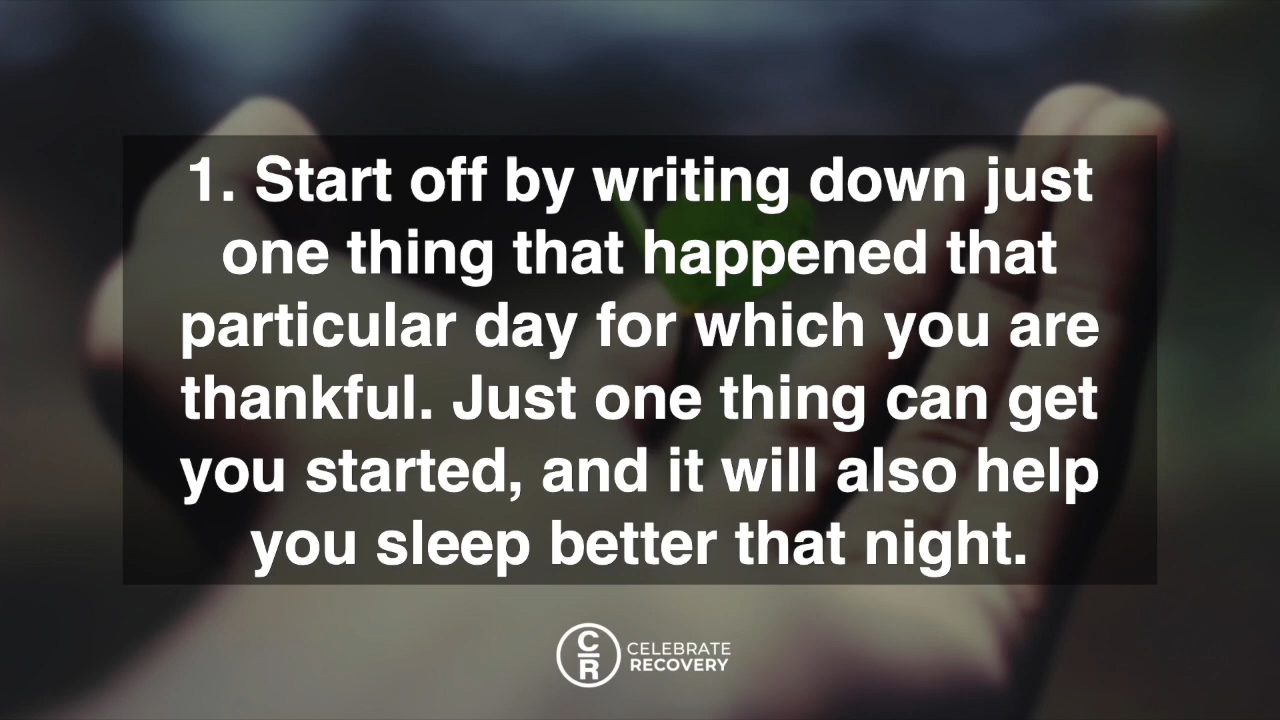 1. Start off by writing down just
one thing that happened that
particular day for which you are
thankful. Just one thing can get
you started, and it will also help
you sleep better that night.
C
R
CELEBRATE
RECOVERY